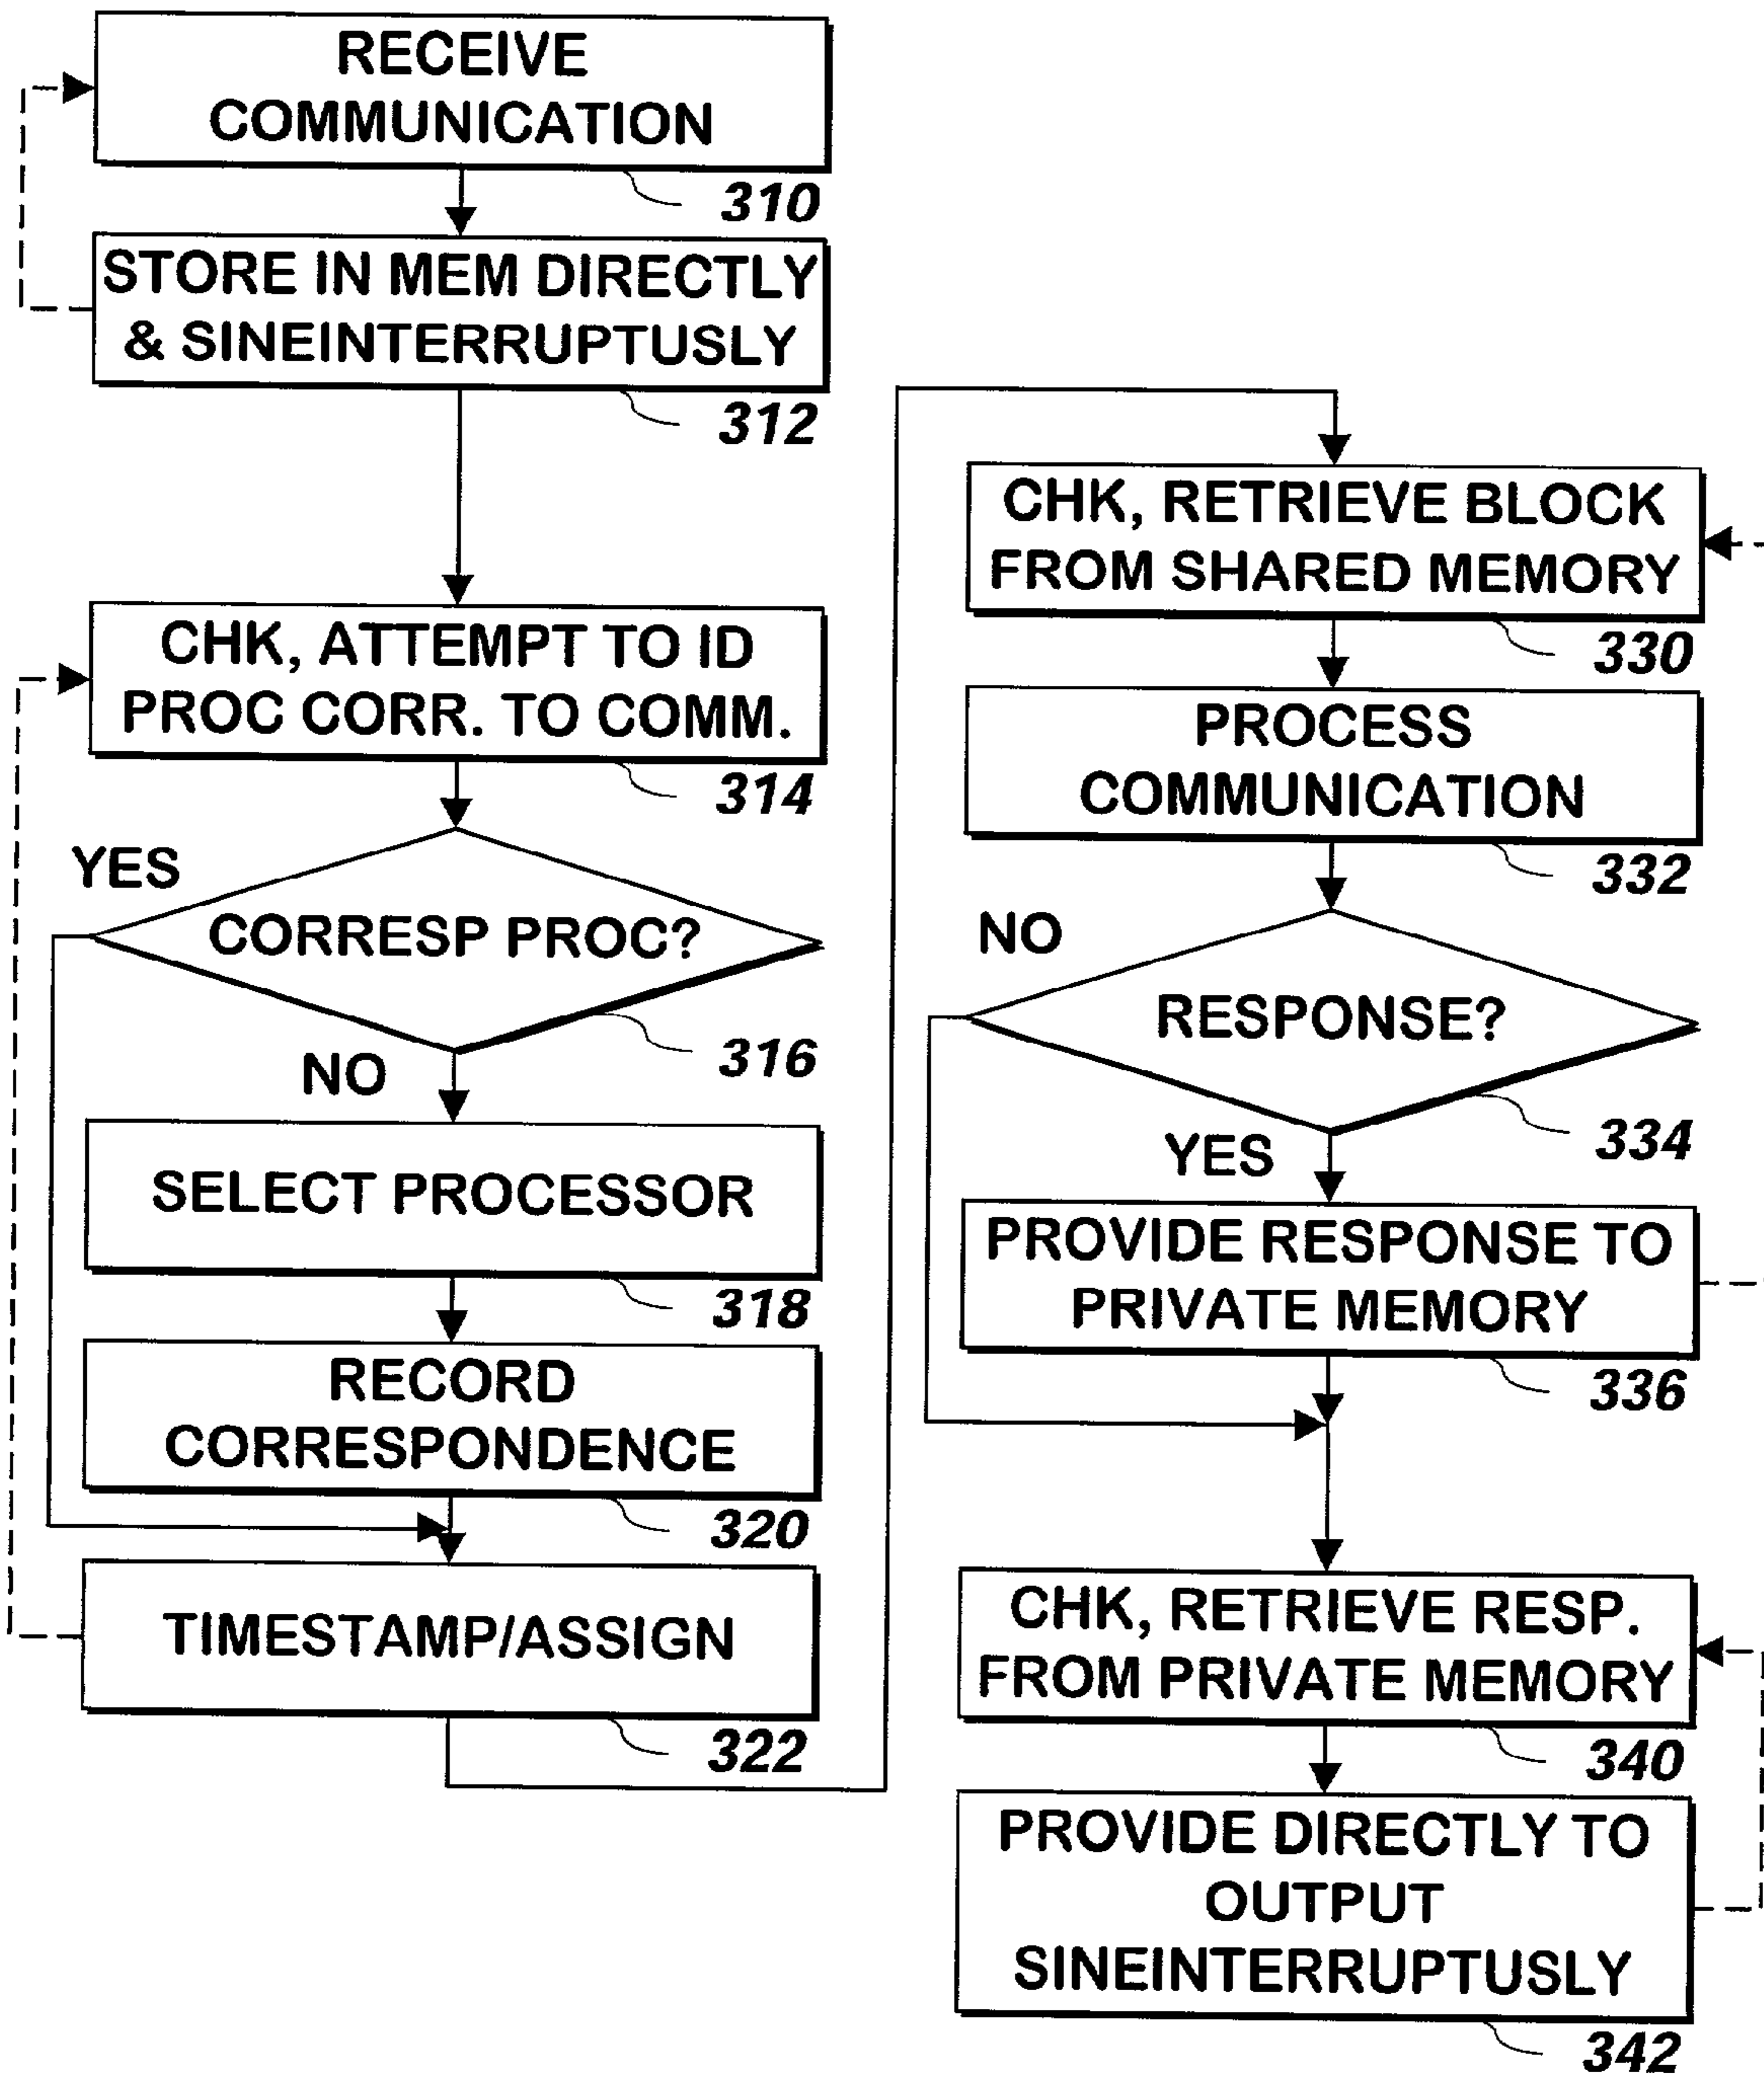 RECEIVE
COMMUNICATION
310
STORE IN MEM DIRECTLY
& SINEINTERRUPTUSLY
312
CHK, ATTEMPT TO ID
PROC CORR. TO COMM.
314
YES
CORRESP PROC?
316
NO
SELECT PROCESSOR
318
RECORD
CORRESPONDENCE
320
TIMESTAMP/ASSIGN
322
CHK, RETRIEVE BLOCK
FROM SHARED MEMORY
330
PROCESS
COMMUNICATION
332
NO
RESPONSE?
334
YES
PROVIDE RESPONSE TO
PRIVATE MEMORY
336
CHK, RETRIEVE RESP.
FROM PRIVATE MEMORY
340
PROVIDE DIRECTLY TO
OUTPUT
SINEINTERRUPTUSLY
342